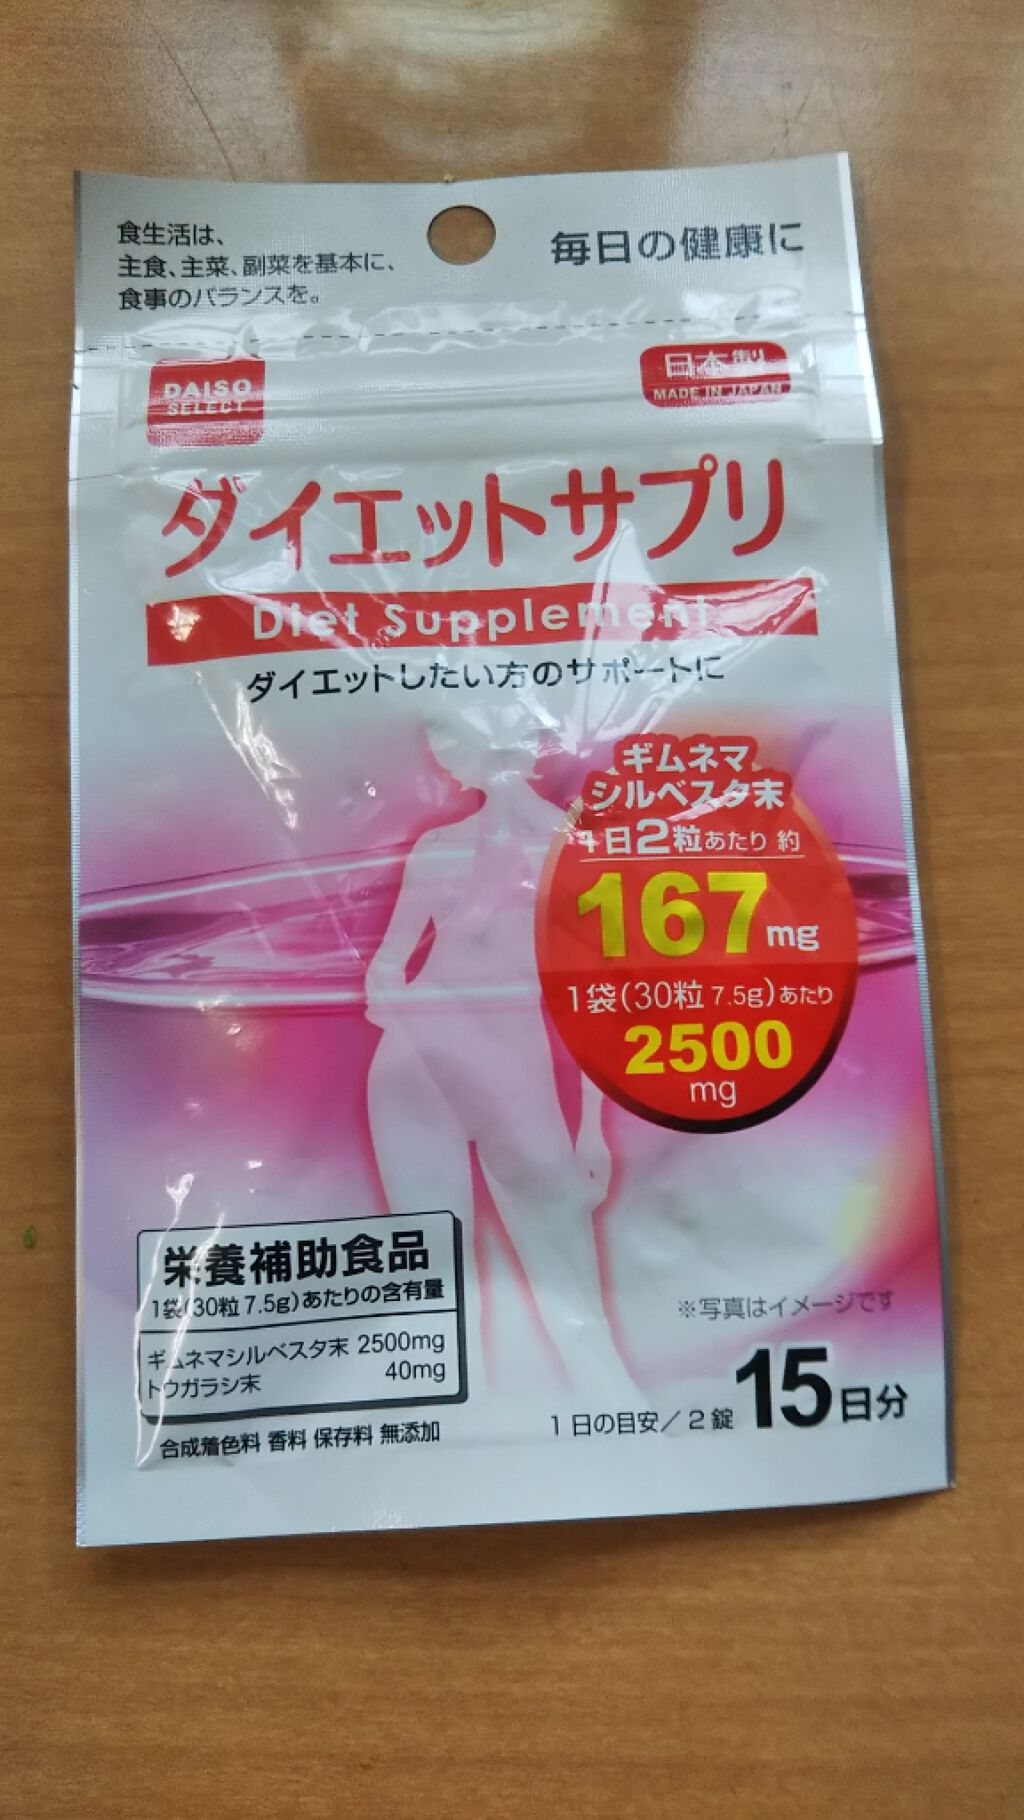 食生活は、
主食、主菜、副菜を基本に、
食事のバランスを。
毎日の健康に
DAISO
SELECT
日本製
MADE IN JAPAN
ダイエットサプリ
Diet Supplement
ダイエットしたい方のサポートに
ギムネマ
シルベスタ末
1日2粒あたり 約
167mg
1袋(30粒 7.5g)あたり
2500
mg
栄養補助食品
1袋(30粒 7.5g)あたりの含有量
ギムネマシルベスタ末 2500mg
トウガラシ末 40mg
合成着色料 香料 保存料 無添加
※写真はイメージです
1日の目安/2錠 15日分